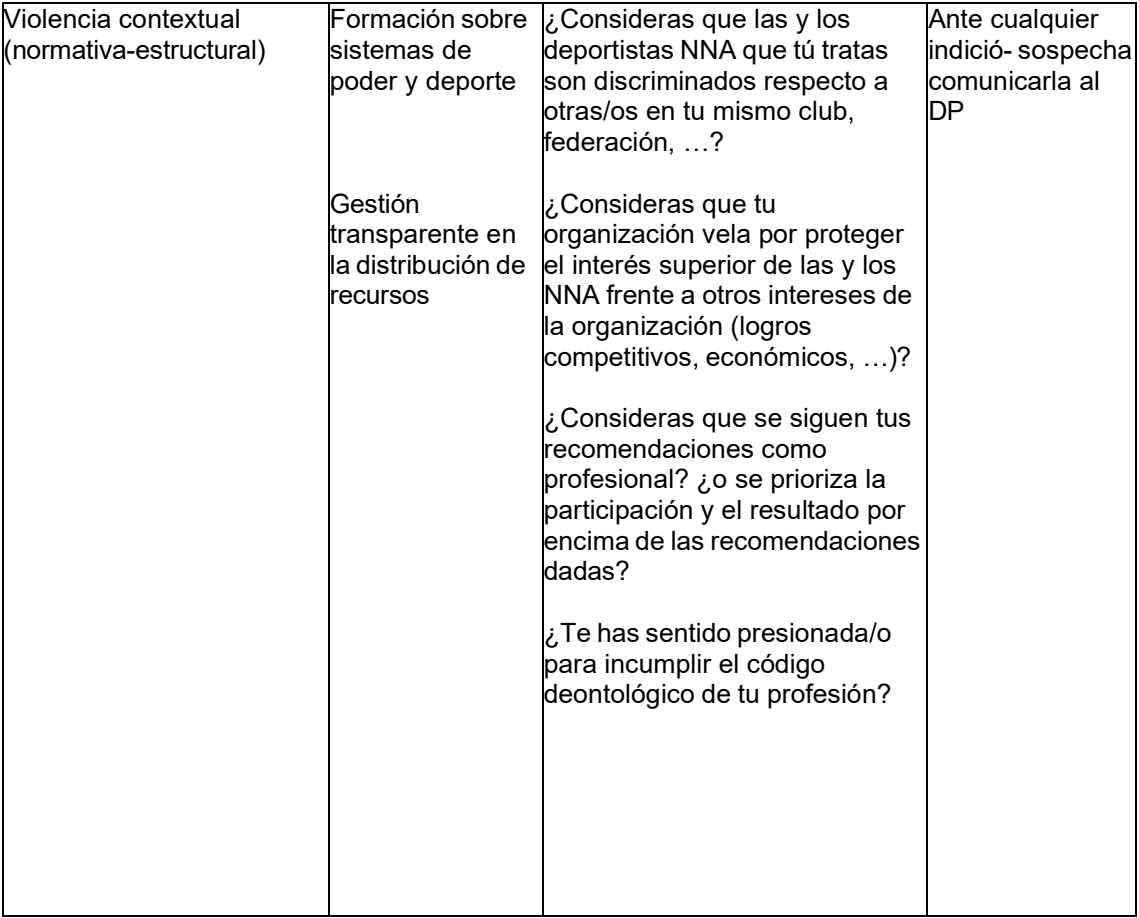 Violencia contextual
(normativa-estructural)
Formación sobre
sistemas de
poder y deporte
Gestión
transparente en
la distribución de
recursos
¿Consideras que las y los
deportistas NNA que tú tratas
son discriminados respecto a
otras/os en tu mismo club,
federación, …?
¿Consideras que tu
organización vela por proteger
el interés superior de las y los
NNA frente a otros intereses de
la organización (logros
competitivos, económicos, …)?
¿Consideras que se siguen tus
recomendaciones como
profesional? ¿o se prioriza la
participación y el resultado por
encima de las recomendaciones
dadas?
¿Te has sentido presionada/o
para incumplir el código
deontológico de tu profesión?
Ante cualquier
indició- sospecha
comunicarla al
DP